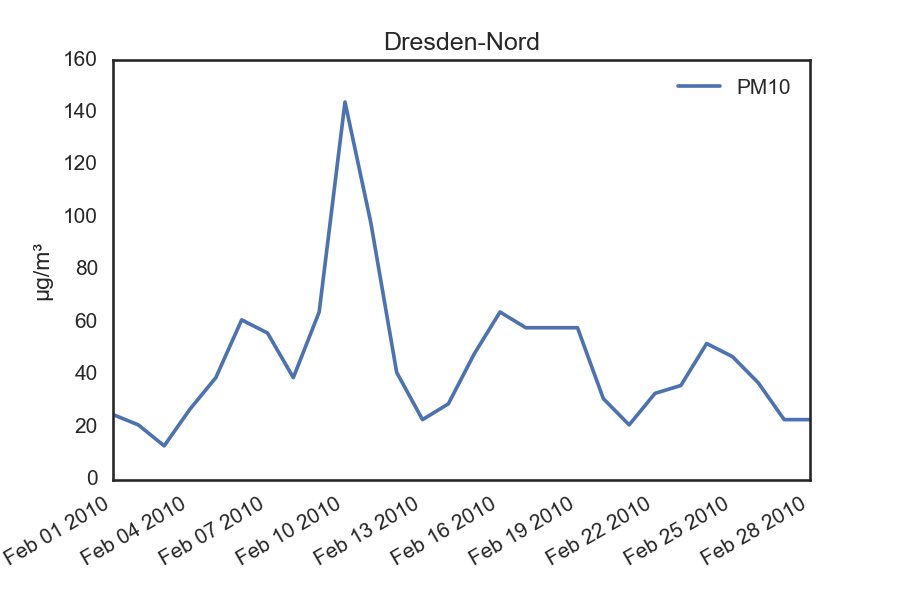 Dresden-Nord
160
140
120
100
80
60
40
20
0
µg/m³
PM10
Feb 01 2010
Feb 04 2010
Feb 07 2010
Feb 10 2010
Feb 13 2010
Feb 16 2010
Feb 19 2010
Feb 22 2010
Feb 25 2010
Feb 28 2010